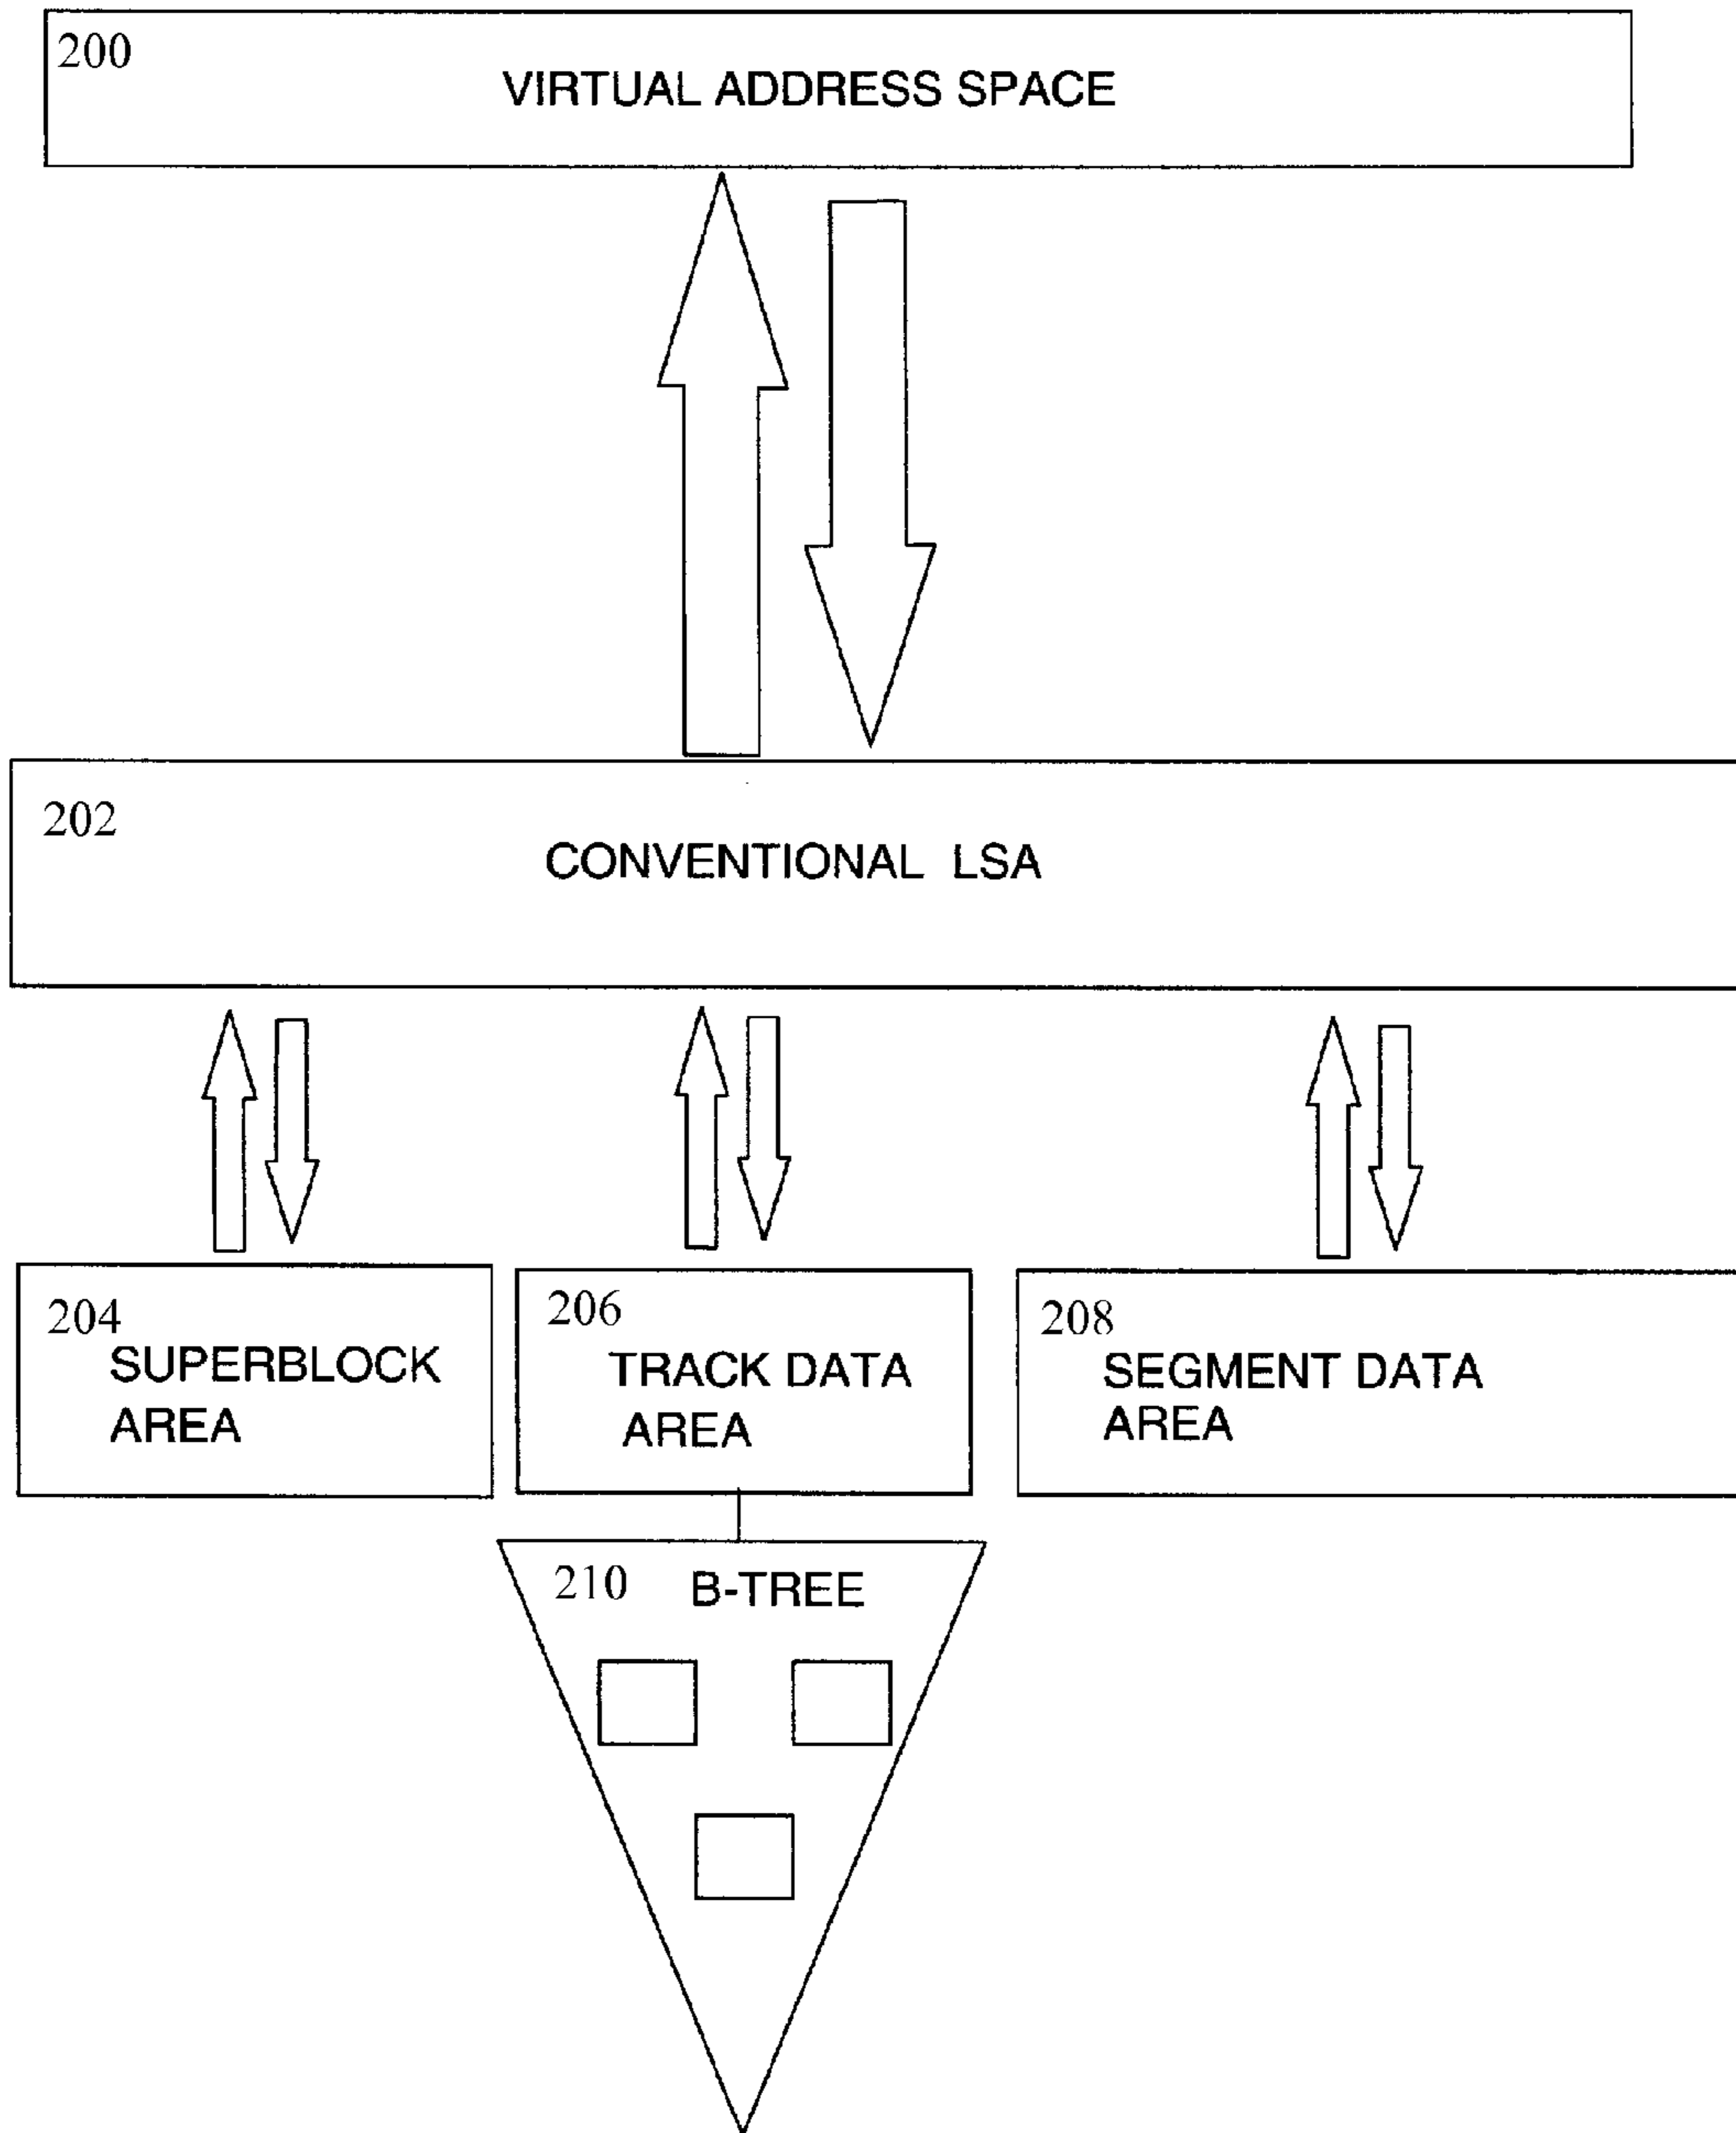 200
VIRTUAL ADDRESS SPACE
202
CONVENTIONAL LSA
204
SUPERBLOCK
AREA
206
TRACK DATA
AREA
208
SEGMENT DATA
AREA
210 B-TREE